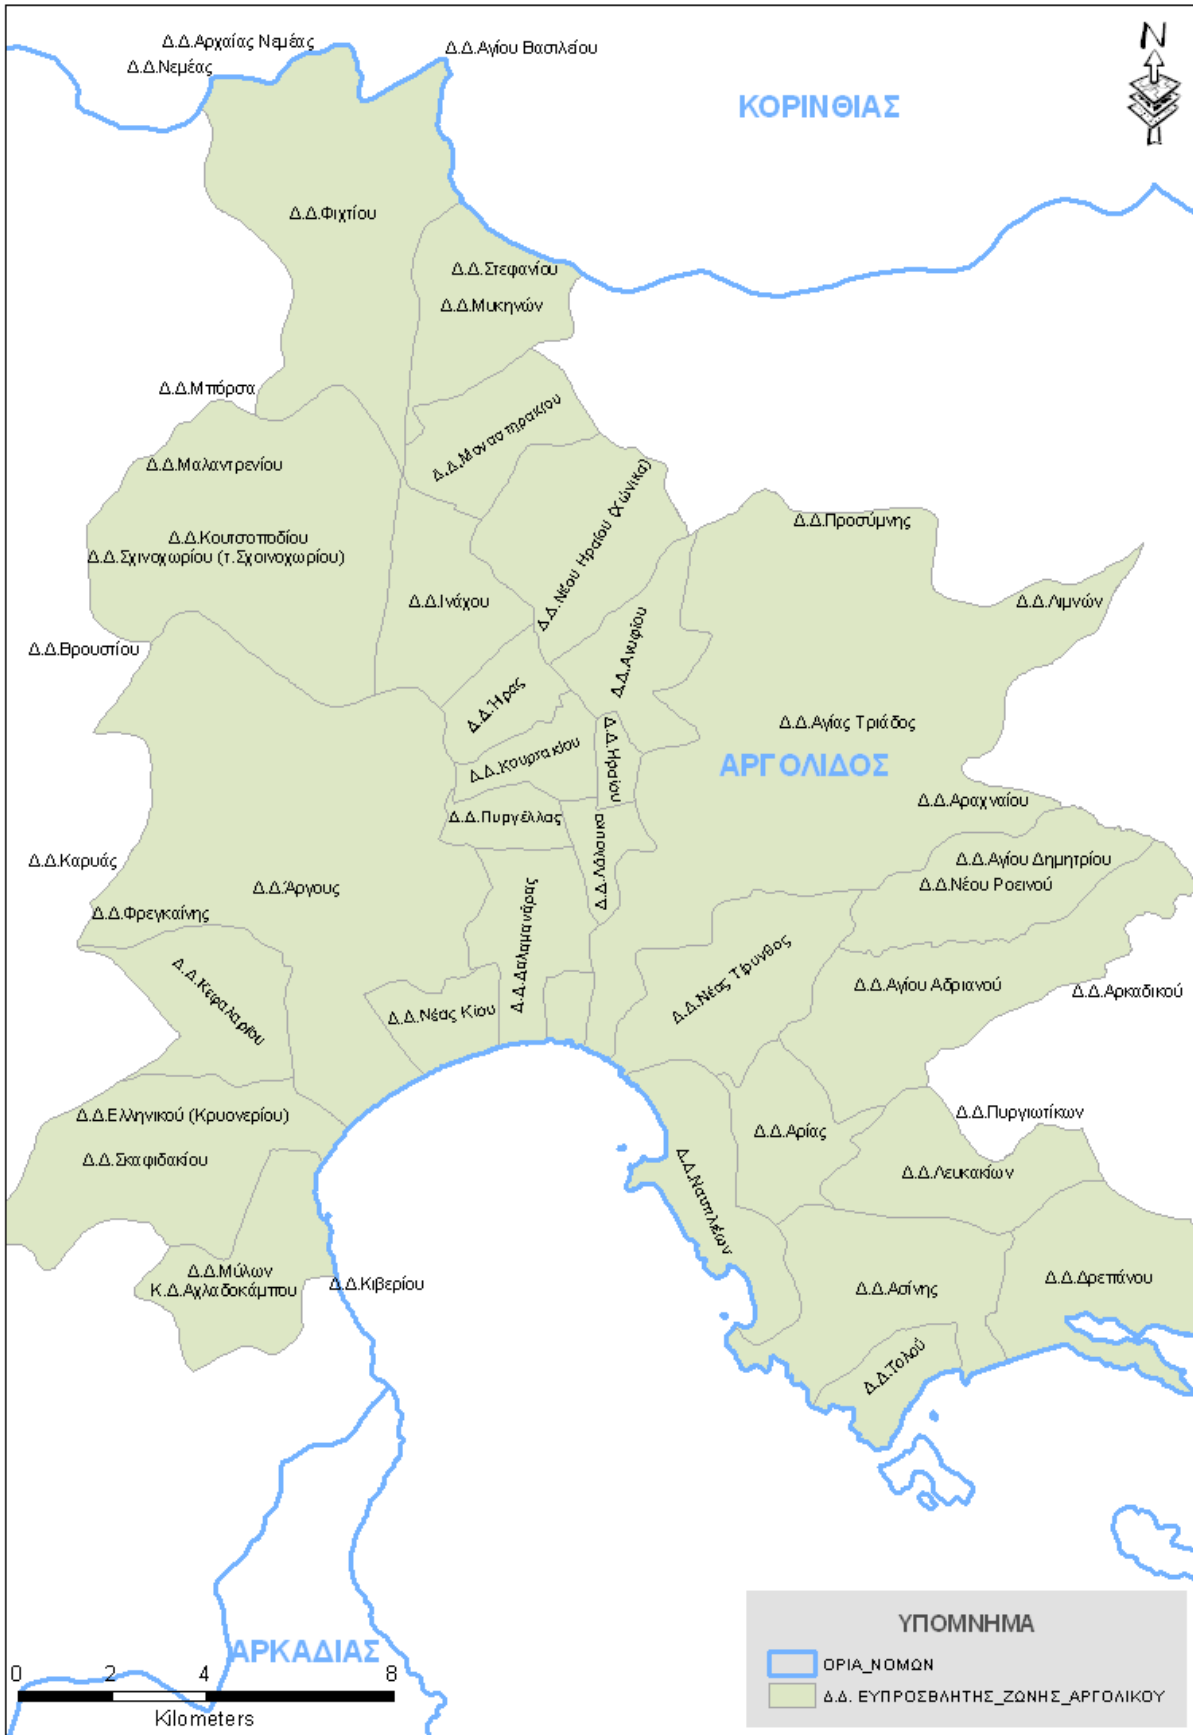 Δ.Δ.Αρχαίας Νεμέας
Δ.Δ.Αγίου Βασιλείου
Δ.Δ.Νεμέας
N
ΚΟΡΙΝΘΙΑΣ
Δ.Δ.Φιχτίου
Δ.Δ.Στεφανίου
Δ.Δ.Μυκηνών
Δ.Δ.Μπόρσα
Δ.Δ.Μοναστηρακίου
Δ.Δ.Μαλαντρενίου
Δ.Δ.Νέου Ηραίου (Χώνικα)
Δ.Δ.Προσύμνης
Δ.Δ.Κουτσοποδίου
Δ.Δ.Σχινοχωρίου (τ.Σχοινοχωρίου)
Δ.Δ.Ινάχου
Δ.Δ.Λιμνών
Δ.Δ.Ανυφίου
Δ.Δ.Βρουστίου
Δ.Δ.Ήρας
Δ.Δ.Αγίας Τριάδος
Δ.Δ.Ηραίου
Δ.Δ.Κουρτακίου
ΑΡΓΟΛΙΔΟΣ
Δ.Δ.Αραχναίου
Δ.Δ.Πυργέλλας
Δ.Δ.Λάλουκα
Δ.Δ.Καρυάς
Δ.Δ.Αγίου Δημητρίου
Δ.Δ.Άργους
Δ.Δ.Νέου Ροεινού
Δ.Δ.Φρεγκαίνης
Δ.Δ.Δαλαμανάρας
Δ.Δ.Νέας Τίρυνθος
Δ.Δ.Κεφαλαρίου
Δ.Δ.Αγίου Αδριανού
Δ.Δ.Αρκαδικού
Δ.Δ.Νέας Κίου
Δ.Δ.Ελληνικού (Κρυονερίου)
Δ.Δ.Πυργιωτίκων
Δ.Δ.Αρίας
Δ.Δ.Σκαφιδακίου
Δ.Δ.Λευκακίων
Δ.Δ.Ναυπλιέων
Δ.Δ.Μύλων
Κ.Δ.Αχλαδοκάμπου
Δ.Δ.Κιβερίου
Δ.Δ.Ασίνης
Δ.Δ.Δρεπάνου
Δ.Δ.Τολού
ΑΡΚΑΔΙΑΣ
0 2 4 8
Kilometers
ΥΠΟΜΝΗΜΑ
ΟΡΙΑ_ΝΟΜΩΝ
Δ.Δ. ΕΥΠΡΟΣΒΛΗΤΗΣ_ΖΩΝΗΣ_ΑΡΓΟΛΙΚΟΥ